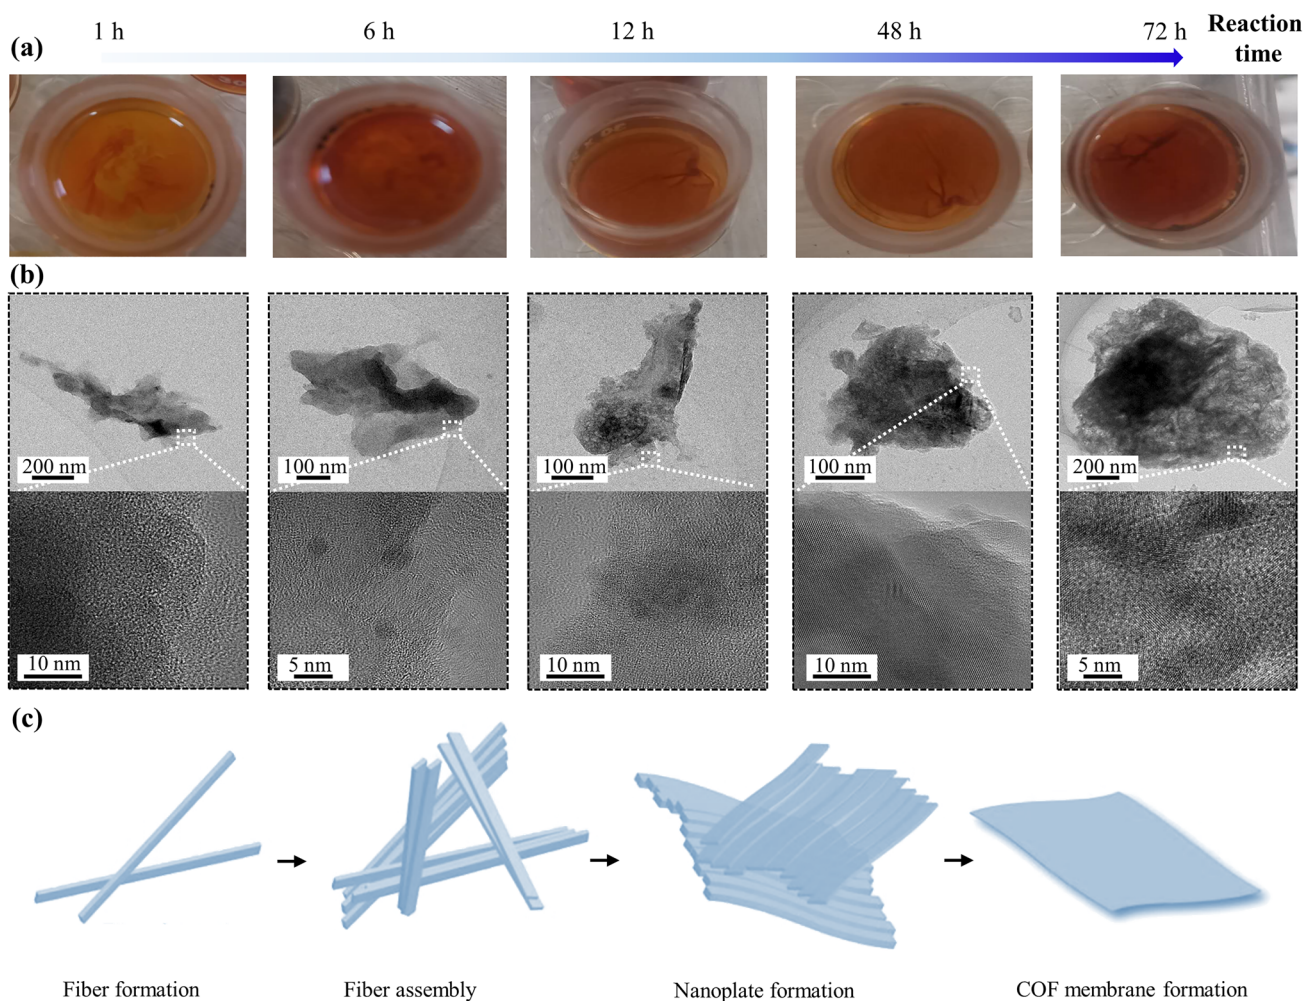 (a)
1 h
6 h
12 h
48 h
72 h
Reaction
time
(b)
200 nm
100 nm
100 nm
100 nm
200 nm
10 nm
5 nm
10 nm
10 nm
5 nm
(c)
Fiber formation
Fiber assembly
Nanoplate formation
COF membrane formation